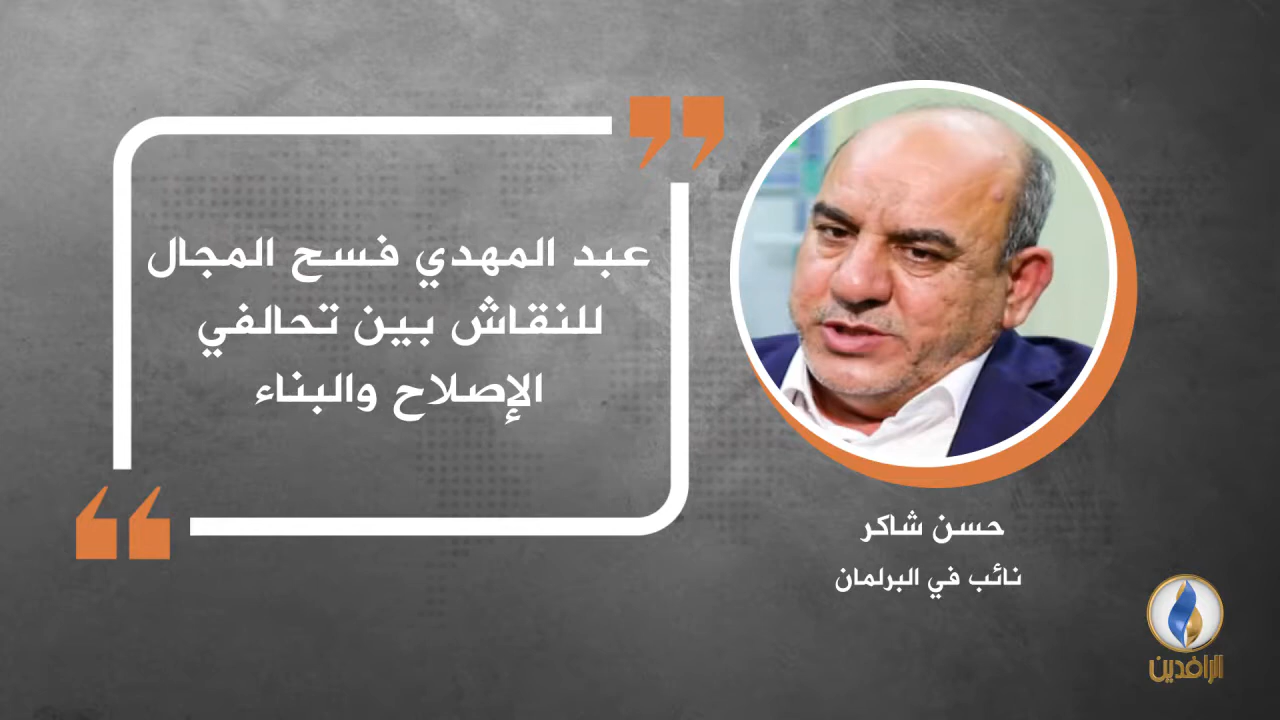 عبد المهدي فسح المجال
للنقاش بين تحالفي
الإصلاح والبناء
حسن شاكر
نائب في البرلمان
الرافدين